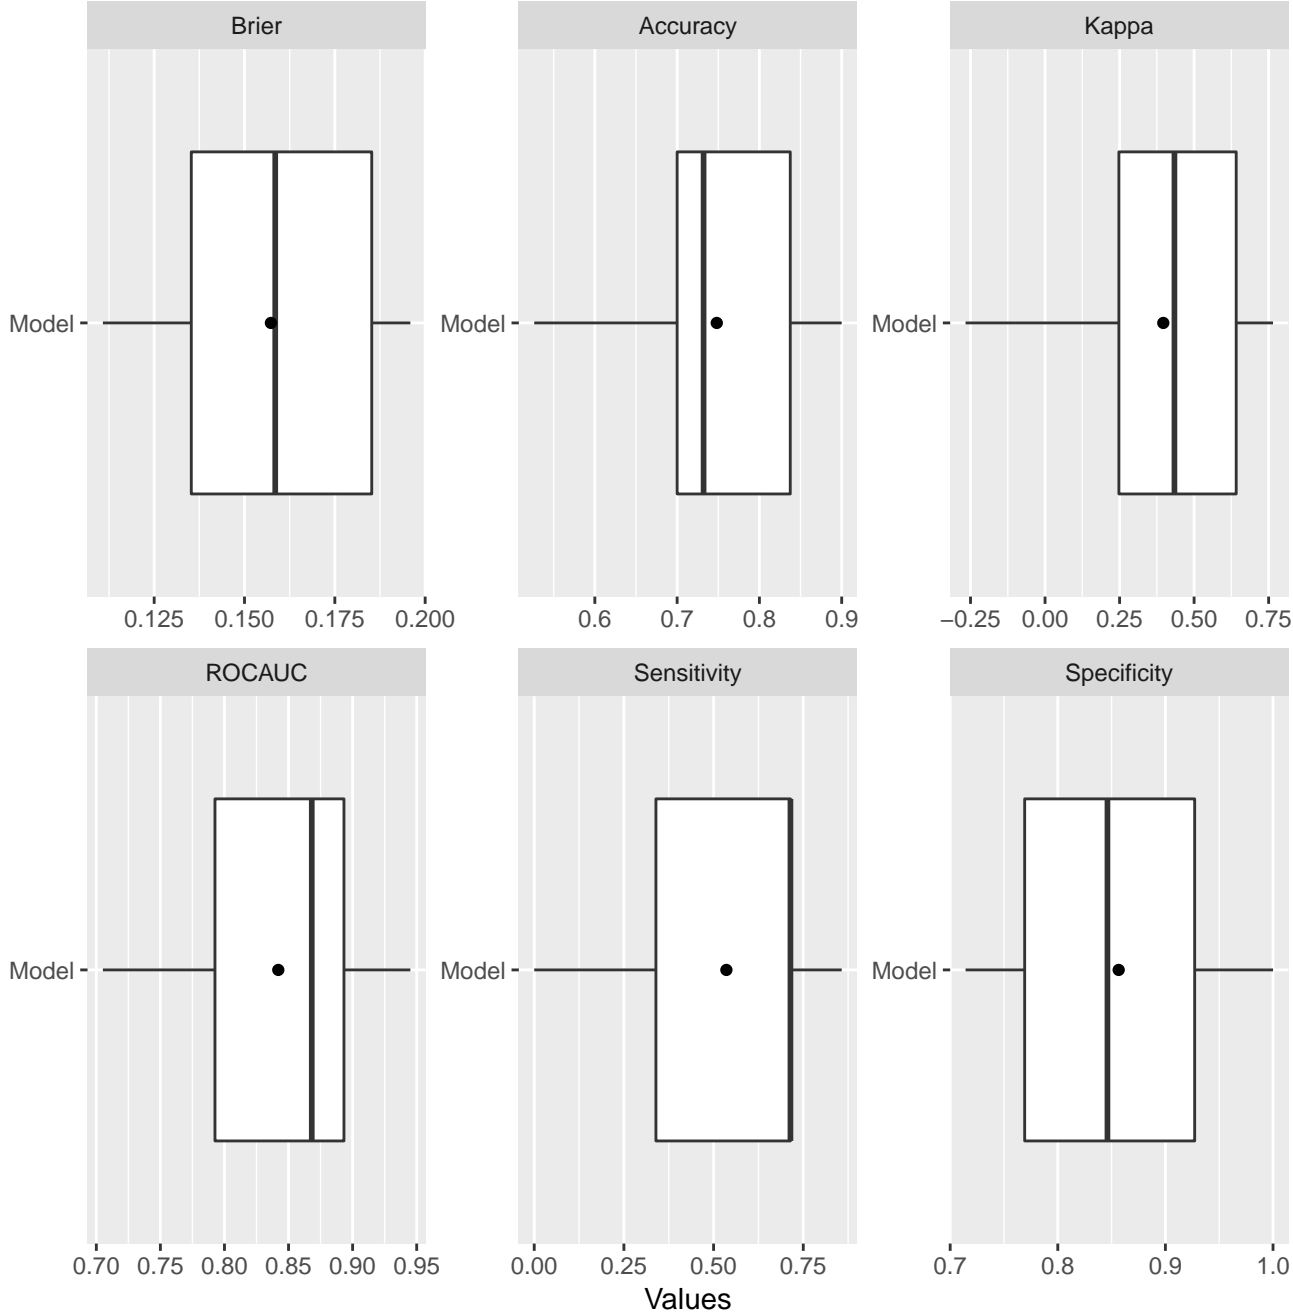 Brier Accuracy Kappa
Model Model Model
0.125 0.150 0.175 0.200 0.6 0.7 0.8 0.9 −0.25 0.00 0.25 0.50 0.75
ROCAUC Sensitivity Specificity
Model Model Model
0.70 0.75 0.80 0.85 0.90 0.95 0.00 0.25 0.50 0.75 0.7 0.8 0.9 1.0
Values